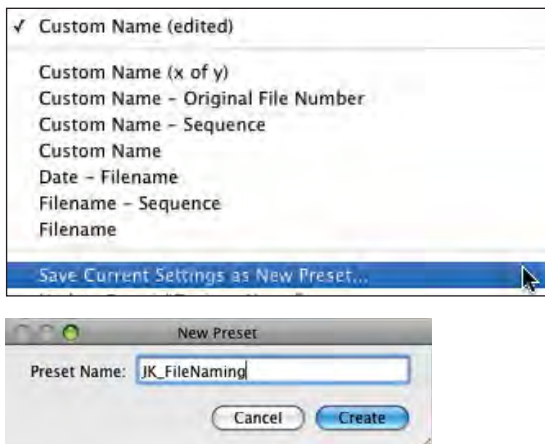 ✓ Custom Name (edited)
Custom Name (x of y)
Custom Name – Original File Number
Custom Name – Sequence
Custom Name
Date – Filename
Filename – Sequence
Filename
Save Current Settings as New Preset...
New Preset
Preset Name: JK_FileNaming
Cancel Create